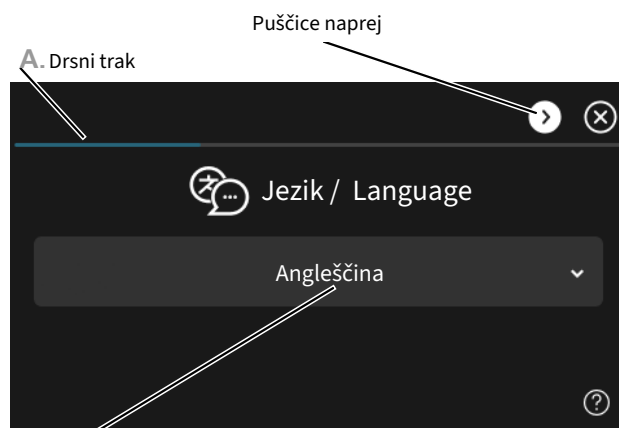 Puščice naprej
A. Drsni trak
Jezik / Language
Angleščina